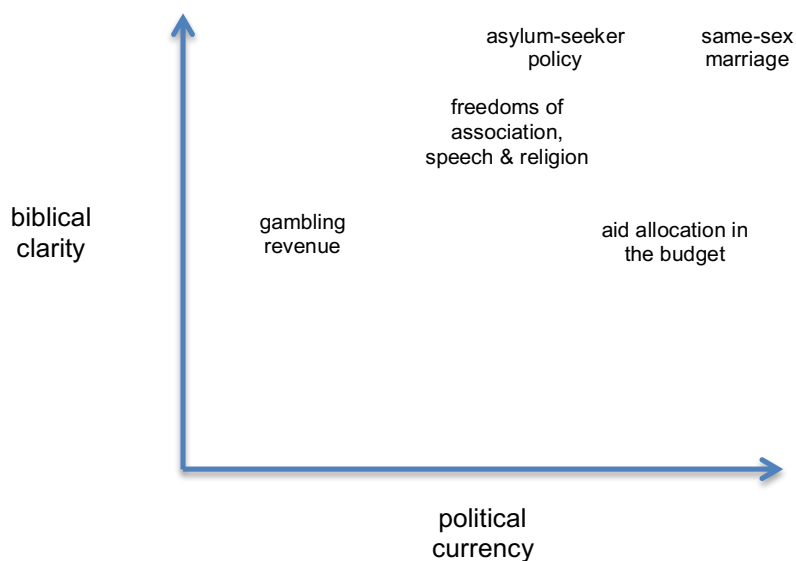 asylum-seeker
policy
same-sex
marriage
freedoms of
association,
speech & religion
biblical
clarity
gambling
revenue
aid allocation in
the budget
political
currency